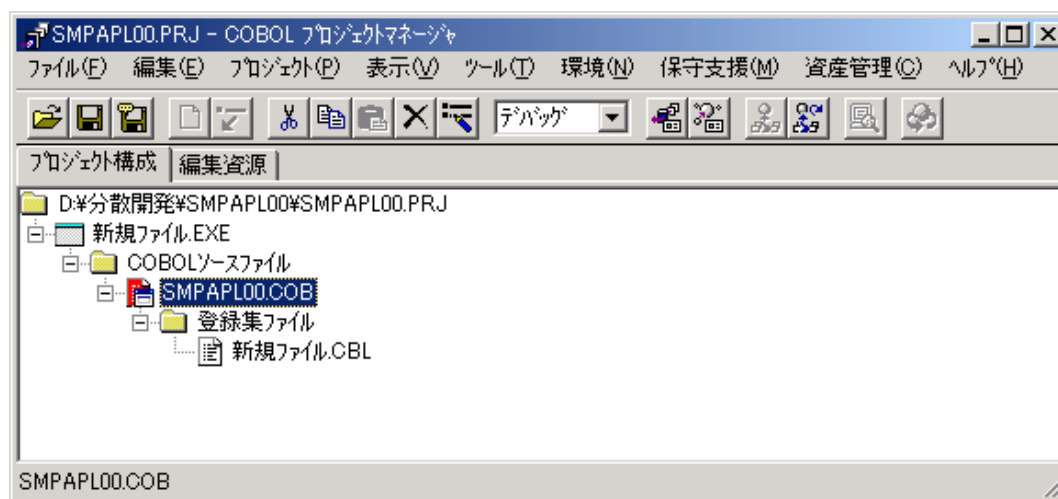 SMPAPL00.PRJ - COBOL ﾌﾟﾛｼﾞｪｸﾄﾏﾈｰｼﾞｬ
ﾌｧｲﾙ(F) 編集(E) ﾌﾟﾛｼﾞｪｸﾄ(P) 表示(V) ﾂｰﾙ(T) 環境(N) 保守支援(M) 資産管理(C) ﾍﾙﾌﾟ(H)
ﾃﾞﾊﾞｯｸﾞ
ﾌﾟﾛｼﾞｪｸﾄ構成 編集資源
D:¥分散開発¥SMPAPL00¥SMPAPL00.PRJ
新規ﾌｧｲﾙ.EXE
COBOLｿｰｽﾌｧｲﾙ
SMPAPL00.COB
登録集ﾌｧｲﾙ
新規ﾌｧｲﾙ.CBL
SMPAPL00.COB